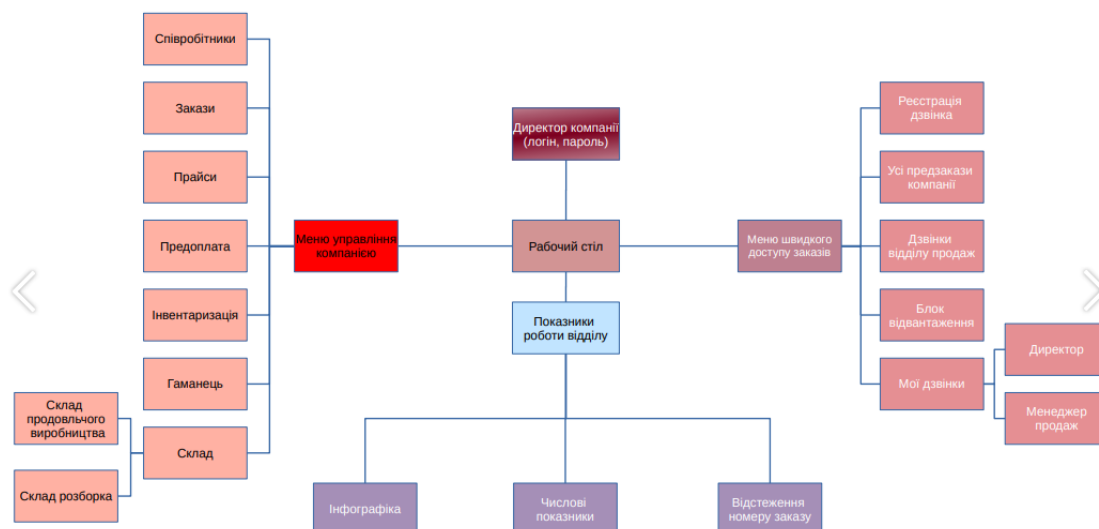 Співробітники
Закази
Прайси
Предоплата
Інвентаризація
Гаманець
Склад
Склад
продовльчого
виробництва
Склад розборка
Меню управління
компанією
Директор компанії
(логін, пароль)
Рабочий стіл
Показники
роботи відділу
Інфографіка
Числові
показники
Відстеження
номеру заказу
Меню швидкого
доступу заказів
Реєстрація
дзвінка
Усі предзакази
компанії
Дзвінки
відділу продаж
Блок
відвантаження
Мої дзвінки
Директор
Менеджер
продаж